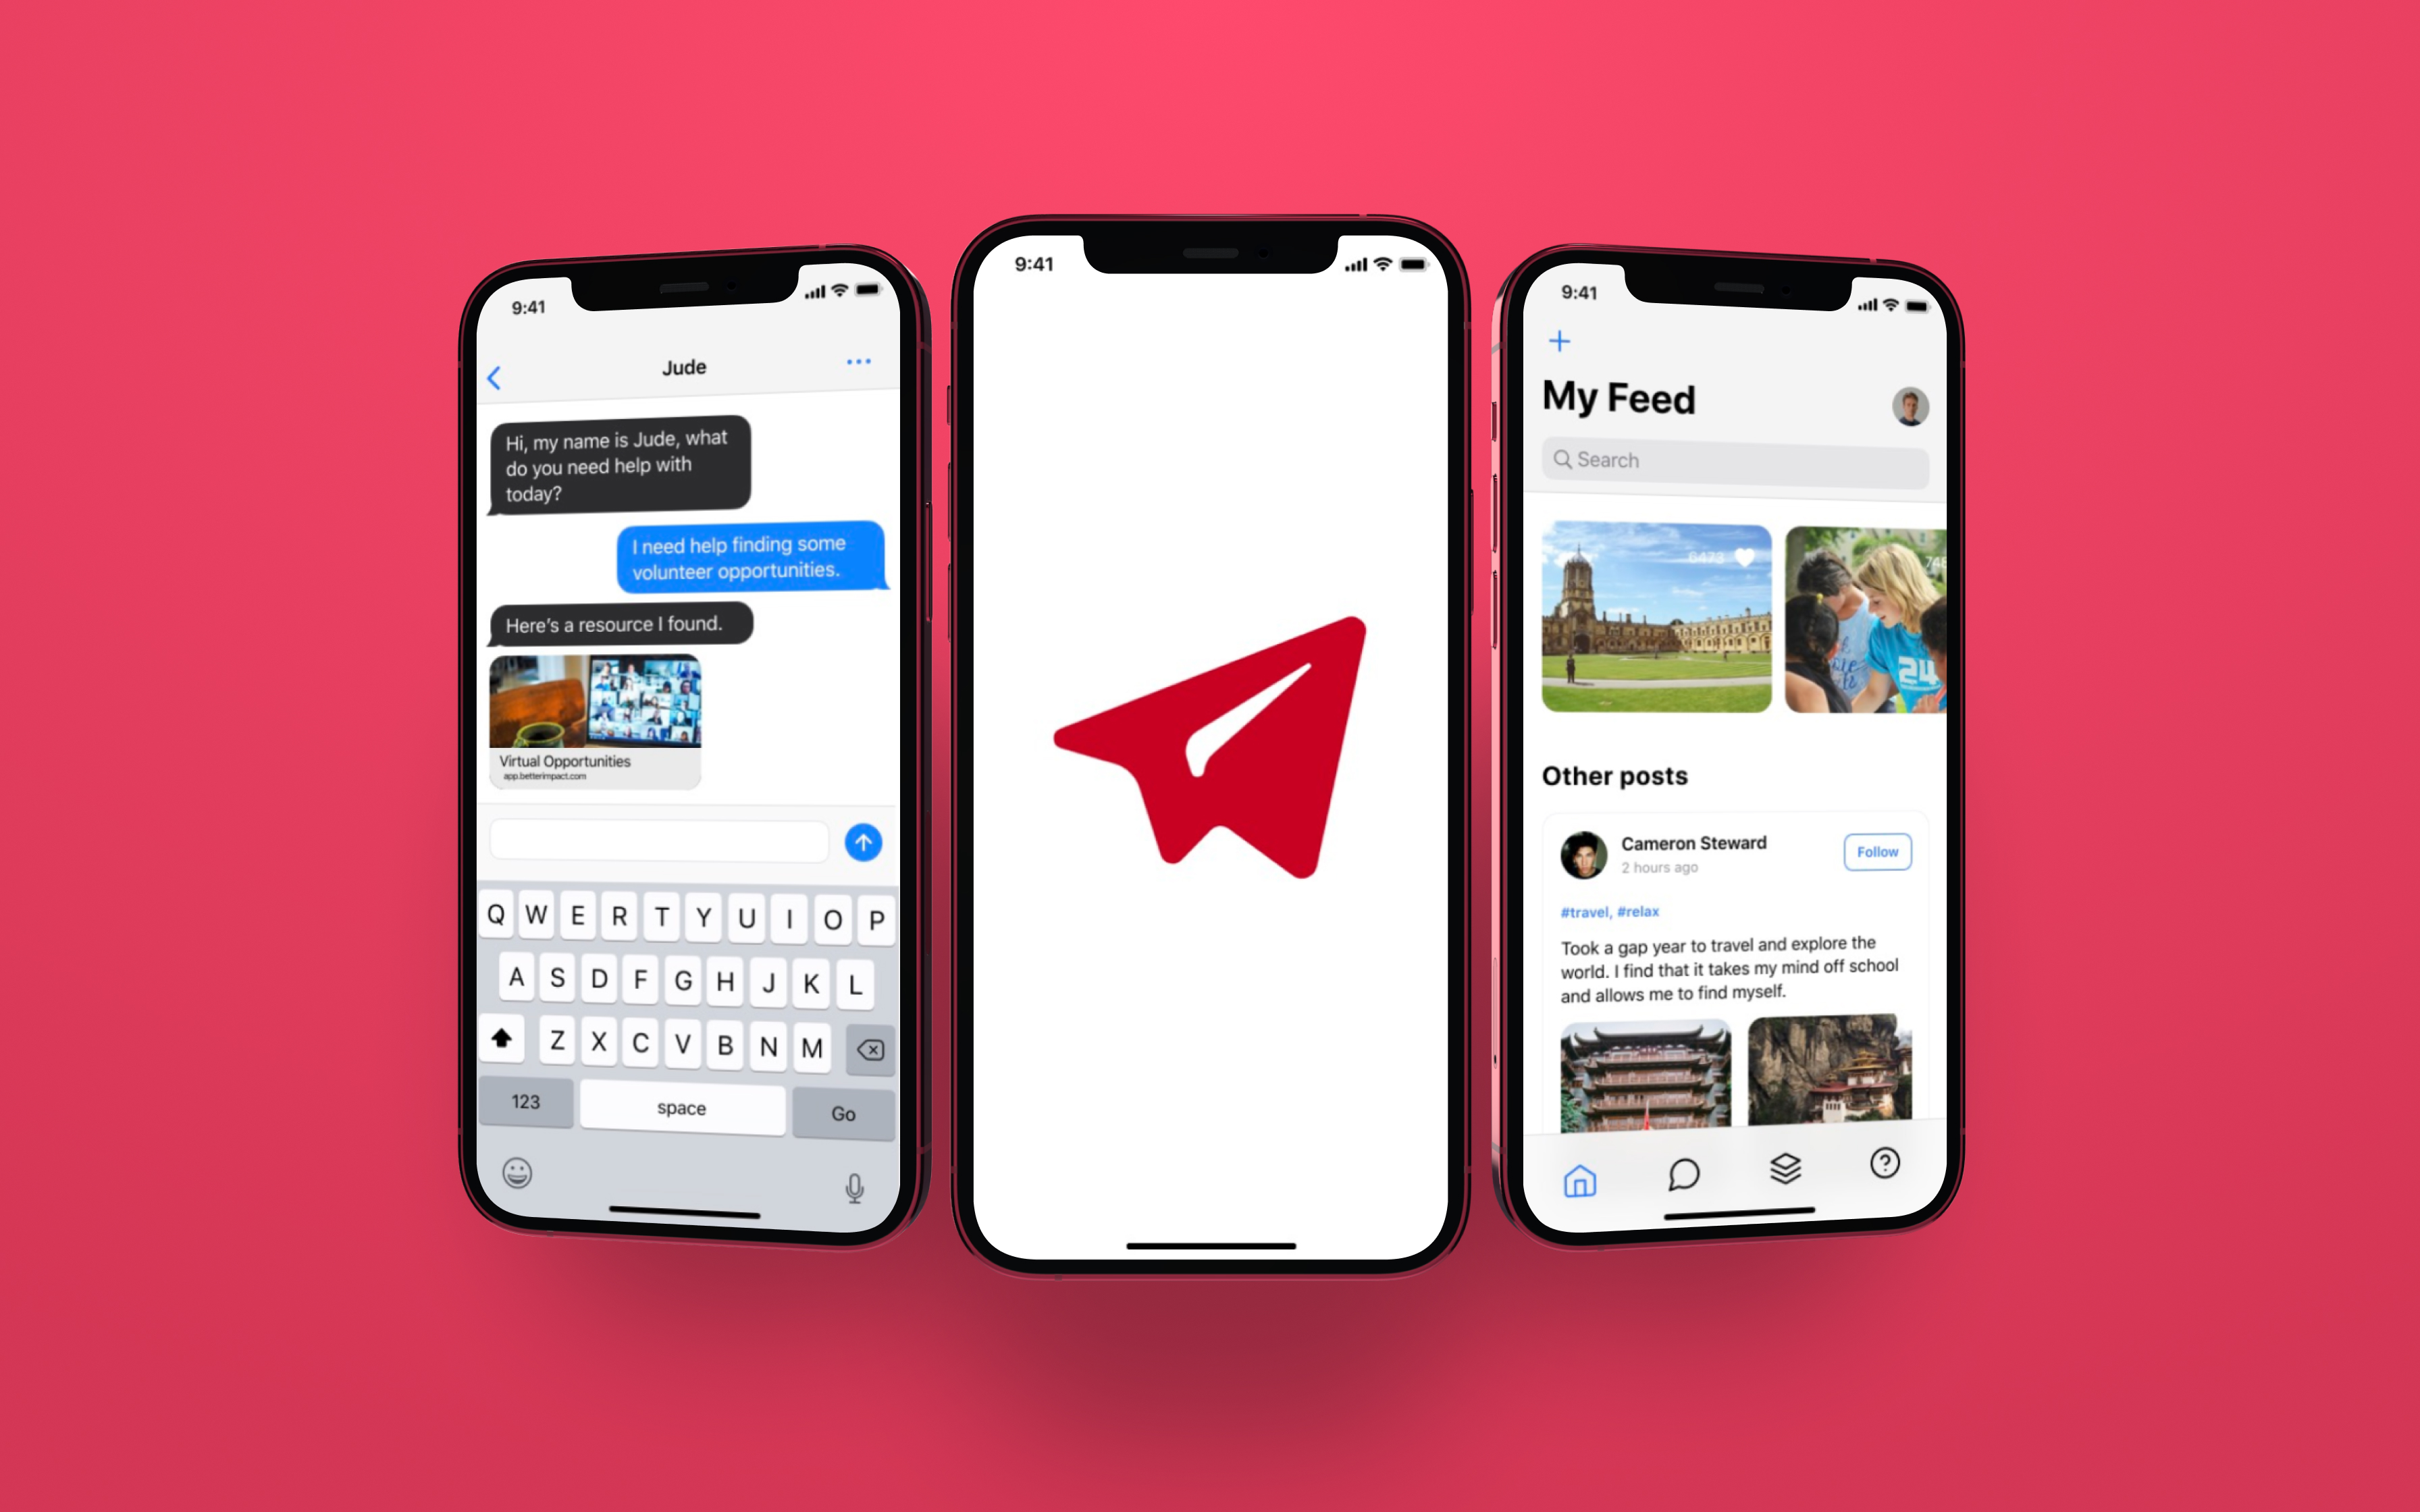 9:41
Jude
Hi, my name is Jude, what
do you need help with
today?
I need help finding some
volunteer opportunities.
Here's a resource I found.
Virtual Opportunities
app.betterimpact.com
Q W E R T Y U I O P
A S D F G H J K L
Z X C V B N M
123 space Go
9:41
9:41
My Feed
Search
6473
24
Other posts
Cameron Steward
2 hours ago
Follow
#travel, #relax
Took a gap year to travel and explore the
world. I find that it takes my mind off school
and allows me to find myself.